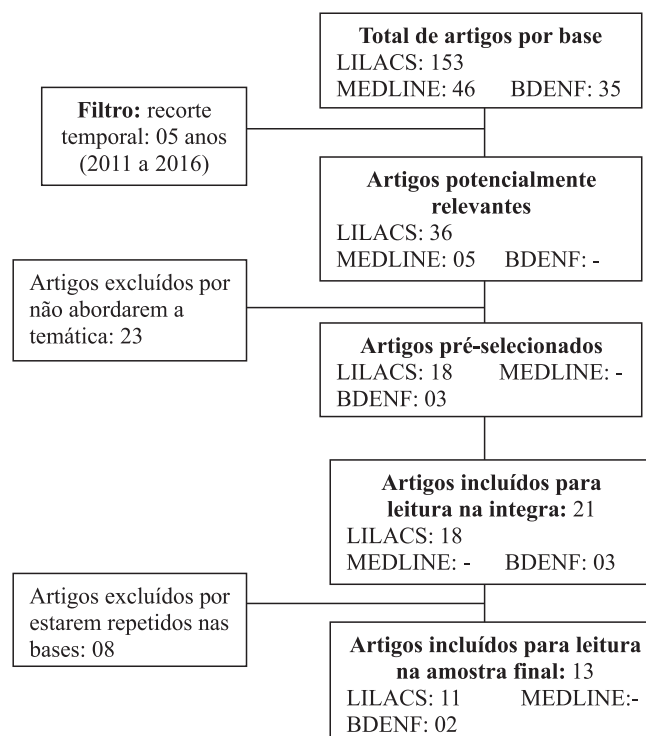 Total de artigos por base
LILACS: 153
MEDLINE: 46 BDENF: 35
Filtro: recorte
temporal: 05 anos
(2011 a 2016)
Artigos potencialmente
relevantes
LILACS: 36
MEDLINE: 05 BDENF: -
Artigos excluídos por
não abordarem a
temática: 23
Artigos pré-selecionados
LILACS: 18 MEDLINE: -
BDENF: 03
Artigos incluídos para
leitura na integra: 21
LILACS: 18
MEDLINE: - BDENF: 03
Artigos excluídos por
estarem repetidos nas
bases: 08
Artigos incluídos para leitura
na amostra final: 13
LILACS: 11 MEDLINE:-
BDENF: 02